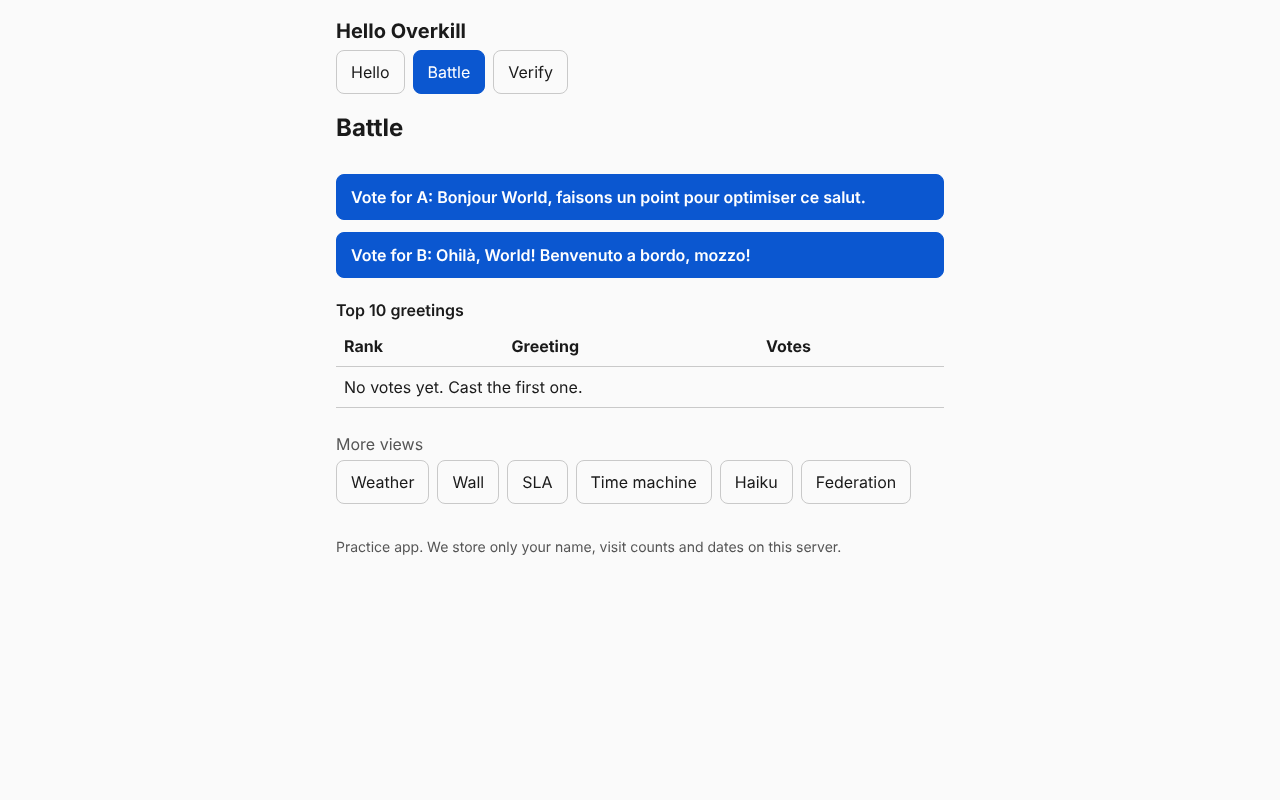 Hello Overkill
Hello Battle Verify
Battle
Vote for A: Bonjour World, faisons un point pour optimiser ce salut.
Vote for B: Ohilà, World! Benvenuto a bordo, mozzo!
Top 10 greetings
Rank Greeting Votes
No votes yet. Cast the first one.
More views
Weather Wall SLA Time machine Haiku Federation
Practice app. We store only your name, visit counts and dates on this server.